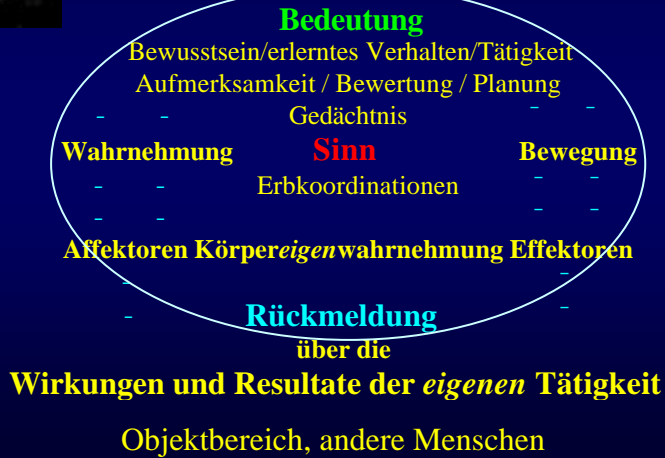 Bedeutung
Bewusstsein/erlerntes Verhalten/Tätigkeit
Aufmerksamkeit / Bewertung / Planung
Gedächtnis
Wahrnehmung Sinn Bewegung
Erbkoordinationen
Affektoren Körpereigenwahrnehmung Effektoren
Rückmeldung
über die
Wirkungen und Resultate der eigenen Tätigkeit
Objektbereich, andere Menschen